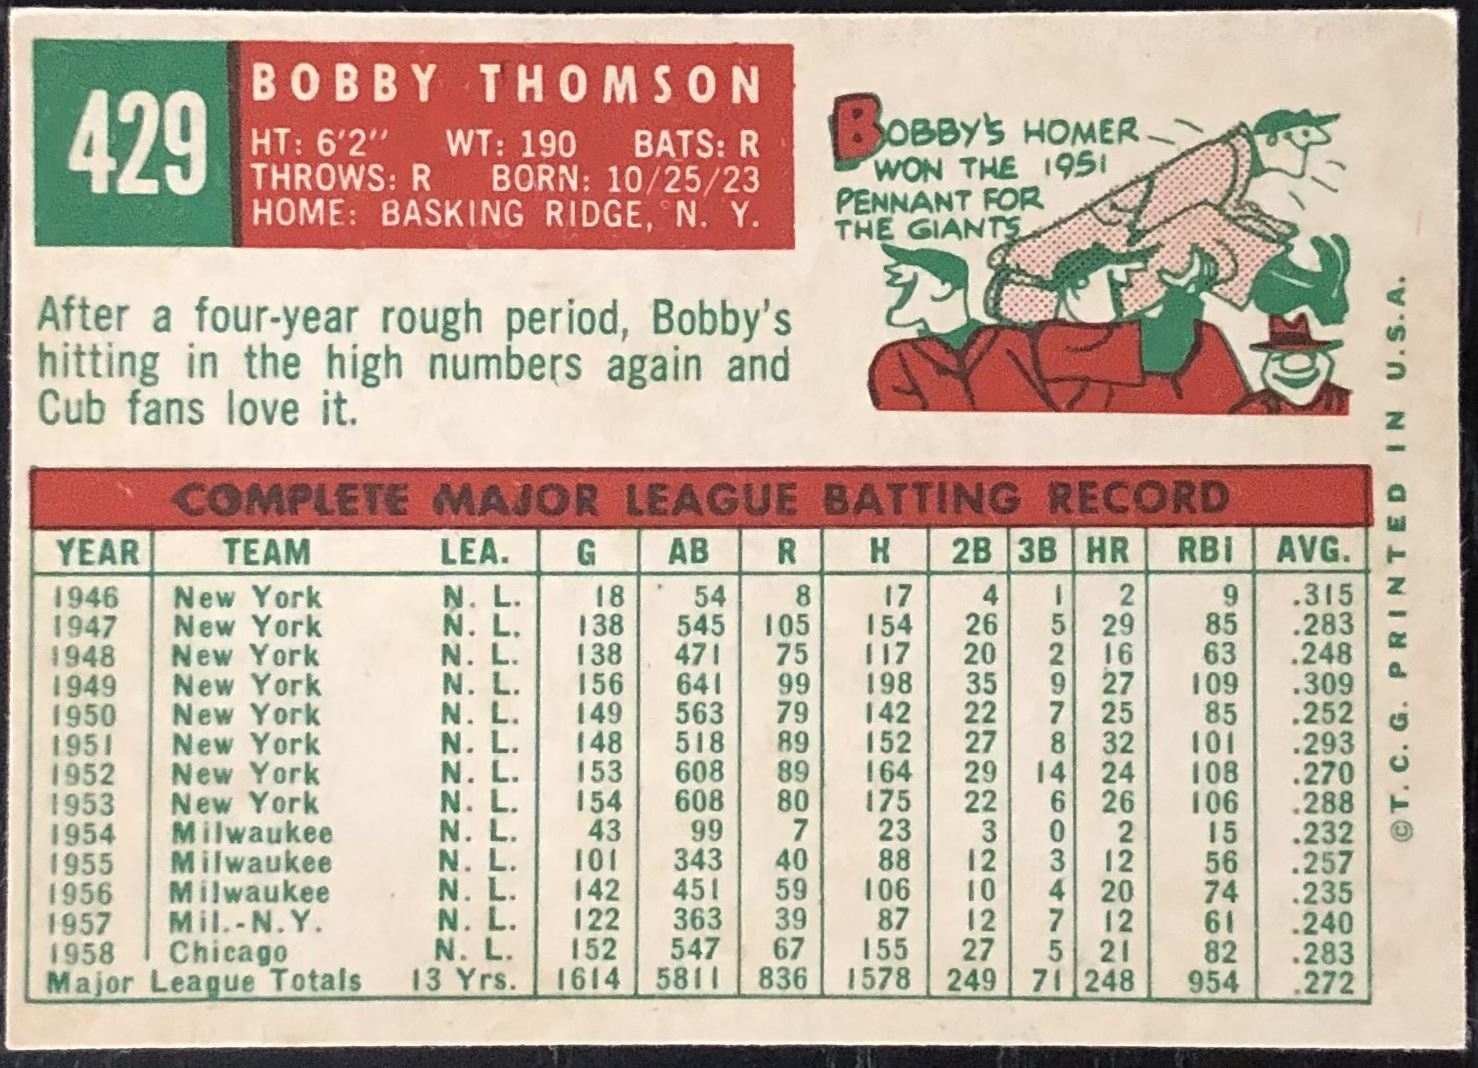 429
BOBBY THOMSON
HT: 6'2" WT: 190 BATS: R
THROWS: R BORN: 10/25/23
HOME: BASKING RIDGE, N. Y.
BOBBY'S HOMER
WON THE 1951
PENNANT FOR
THE GIANTS
After a four-year rough period, Bobby's
hitting in the high numbers again and
Cub fans love it.
COMPLETE MAJOR LEAGUE BATTING RECORD
YEAR TEAM LEA. G AB R H 2B 3B HR RBI AVG.
1946 New York N. L. 18 54 8 17 4 1 2 9 .315
1947 New York N. L. 138 545 105 154 26 5 29 85 .283
1948 New York N. L. 138 471 75 117 20 2 16 63 .248
1949 New York N. L. 156 641 99 198 35 9 27 109 .309
1950 New York N. L. 149 563 79 142 22 7 25 85 .252
1951 New York N. L. 148 518 89 152 27 8 32 101 .293
1952 New York N. L. 153 608 89 164 29 14 24 108 .270
1953 New York N. L. 154 608 80 175 22 6 26 106 .288
1954 Milwaukee N. L. 43 99 7 23 3 0 2 15 .232
1955 Milwaukee N. L. 101 343 40 88 12 3 12 56 .257
1956 Milwaukee N. L. 142 451 59 106 10 4 20 74 .235
1957 Mil.-N.Y. N. L. 122 363 39 87 12 7 12 61 .240
1958 Chicago N. L. 152 547 67 155 27 5 21 82 .283
Major League Totals 13 Yrs. 1614 5811 836 1578 249 71 248 954 .272
©T. C. G. PRINTED IN U.S.A.